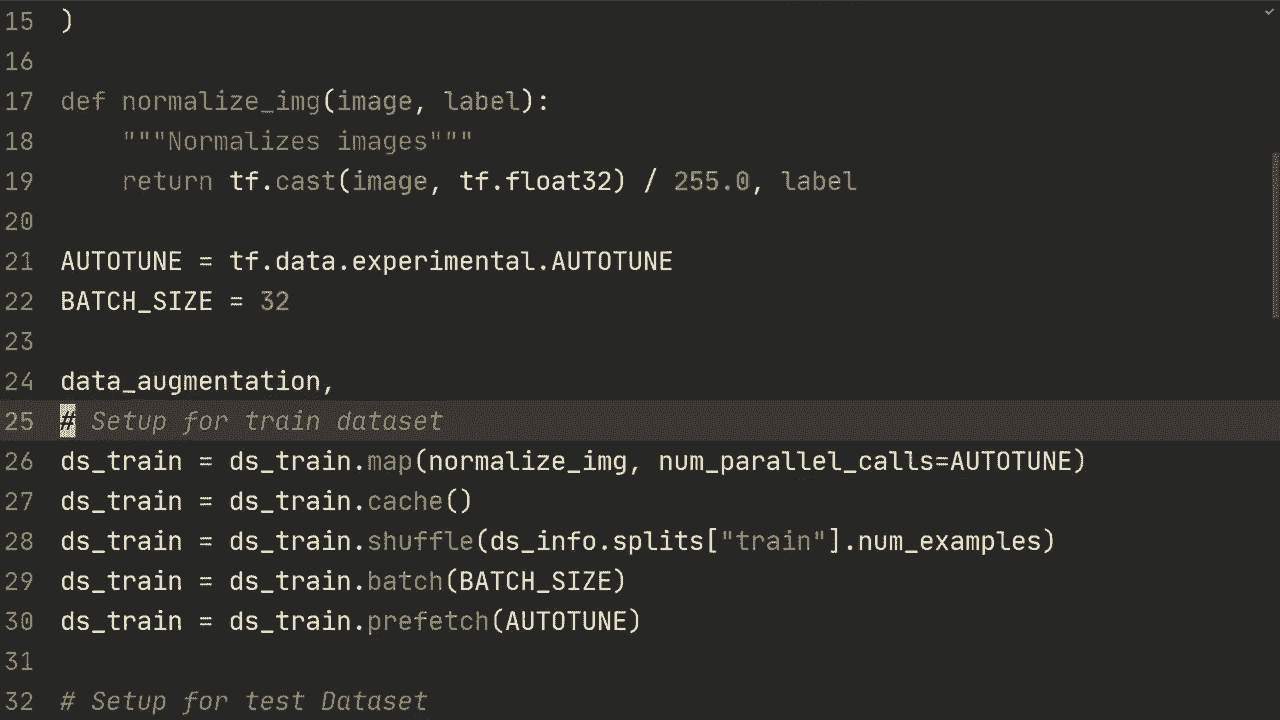 15 )
16
17 def normalize_img(image, label):
18     """Normalizes images"""
19     return tf.cast(image, tf.float32) / 255.0, label
20
21 AUTOTUNE = tf.data.experimental.AUTOTUNE
22 BATCH_SIZE = 32
23
24 data_augmentation,
25 # Setup for train dataset
26 ds_train = ds_train.map(normalize_img, num_parallel_calls=AUTOTUNE)
27 ds_train = ds_train.cache()
28 ds_train = ds_train.shuffle(ds_info.splits["train"].num_examples)
29 ds_train = ds_train.batch(BATCH_SIZE)
30 ds_train = ds_train.prefetch(AUTOTUNE)
31
32 # Setup for test Dataset